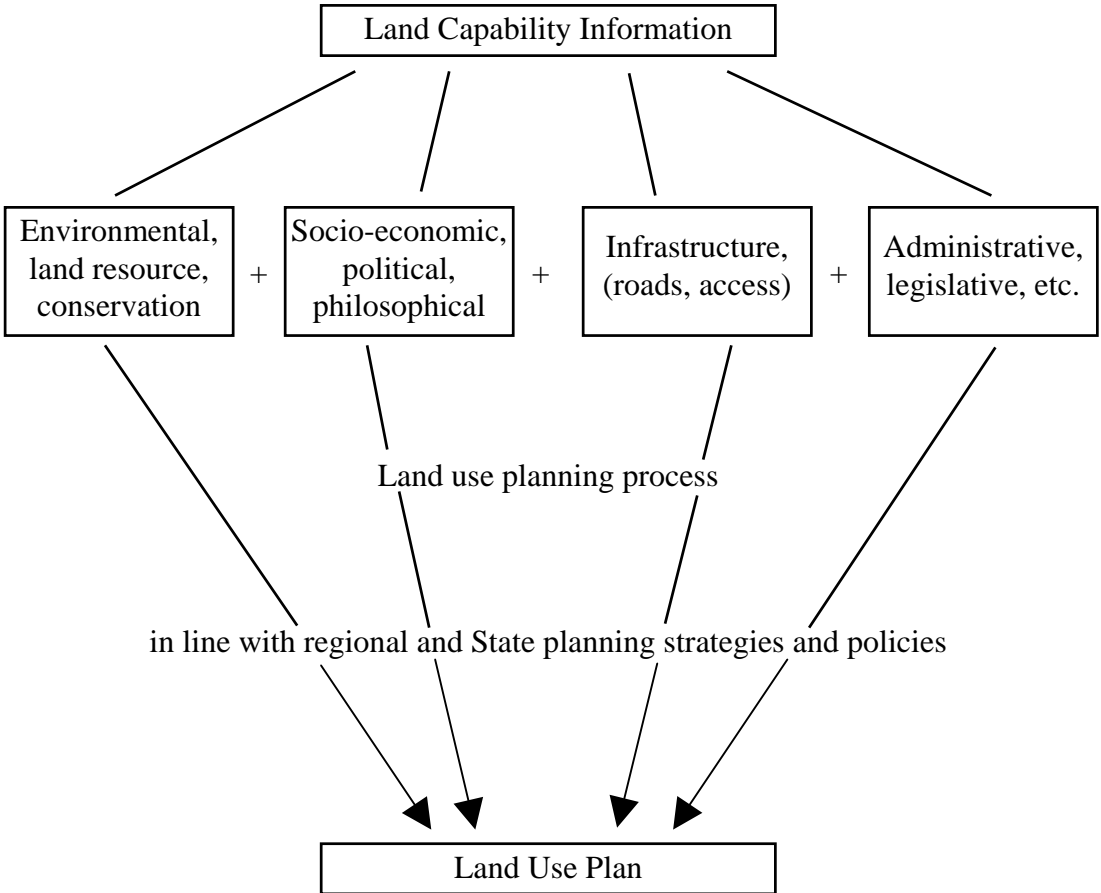 Land Capability Information
Environmental,
land resource,
conservation
+
Socio-economic,
political,
philosophical
+
Infrastructure,
(roads, access)
+
Administrative,
legislative, etc.
Land use planning process
in line with regional and State planning strategies and policies
Land Use Plan